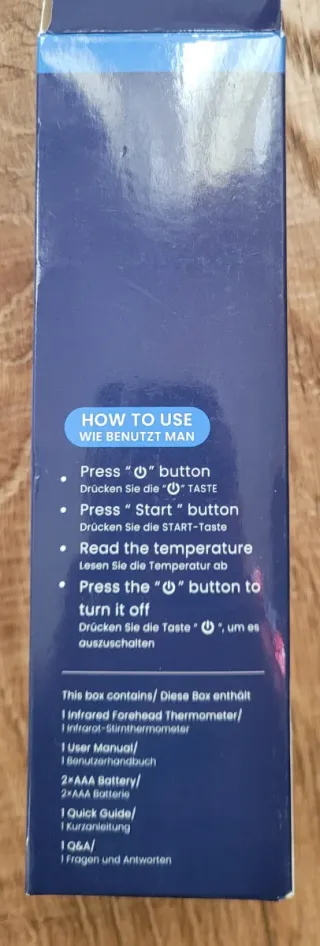 HOW TO USE
WIE BENUTZT MAN
• Press “⏻” button
Drücken Sie die “⏻” TASTE
• Press “ Start ” button
Drücken Sie die START-Taste
• Read the temperature
Lesen Sie die Temperatur ab
• Press the “⏻” button to
turn it off
Drücken Sie die Taste “ ⏻ ”, um es
auszuschalten
This box contains/ Diese Box enthält
1 Infrared Forehead Thermometer/
1 Infrarot-Stirnthermometer
1 User Manual/
1 Benutzerhandbuch
2×AAA Battery/
2×AAA Batterie
1 Quick Guide/
1 Kurzanleitung
1 Q&A/
1 Fragen und Antworten